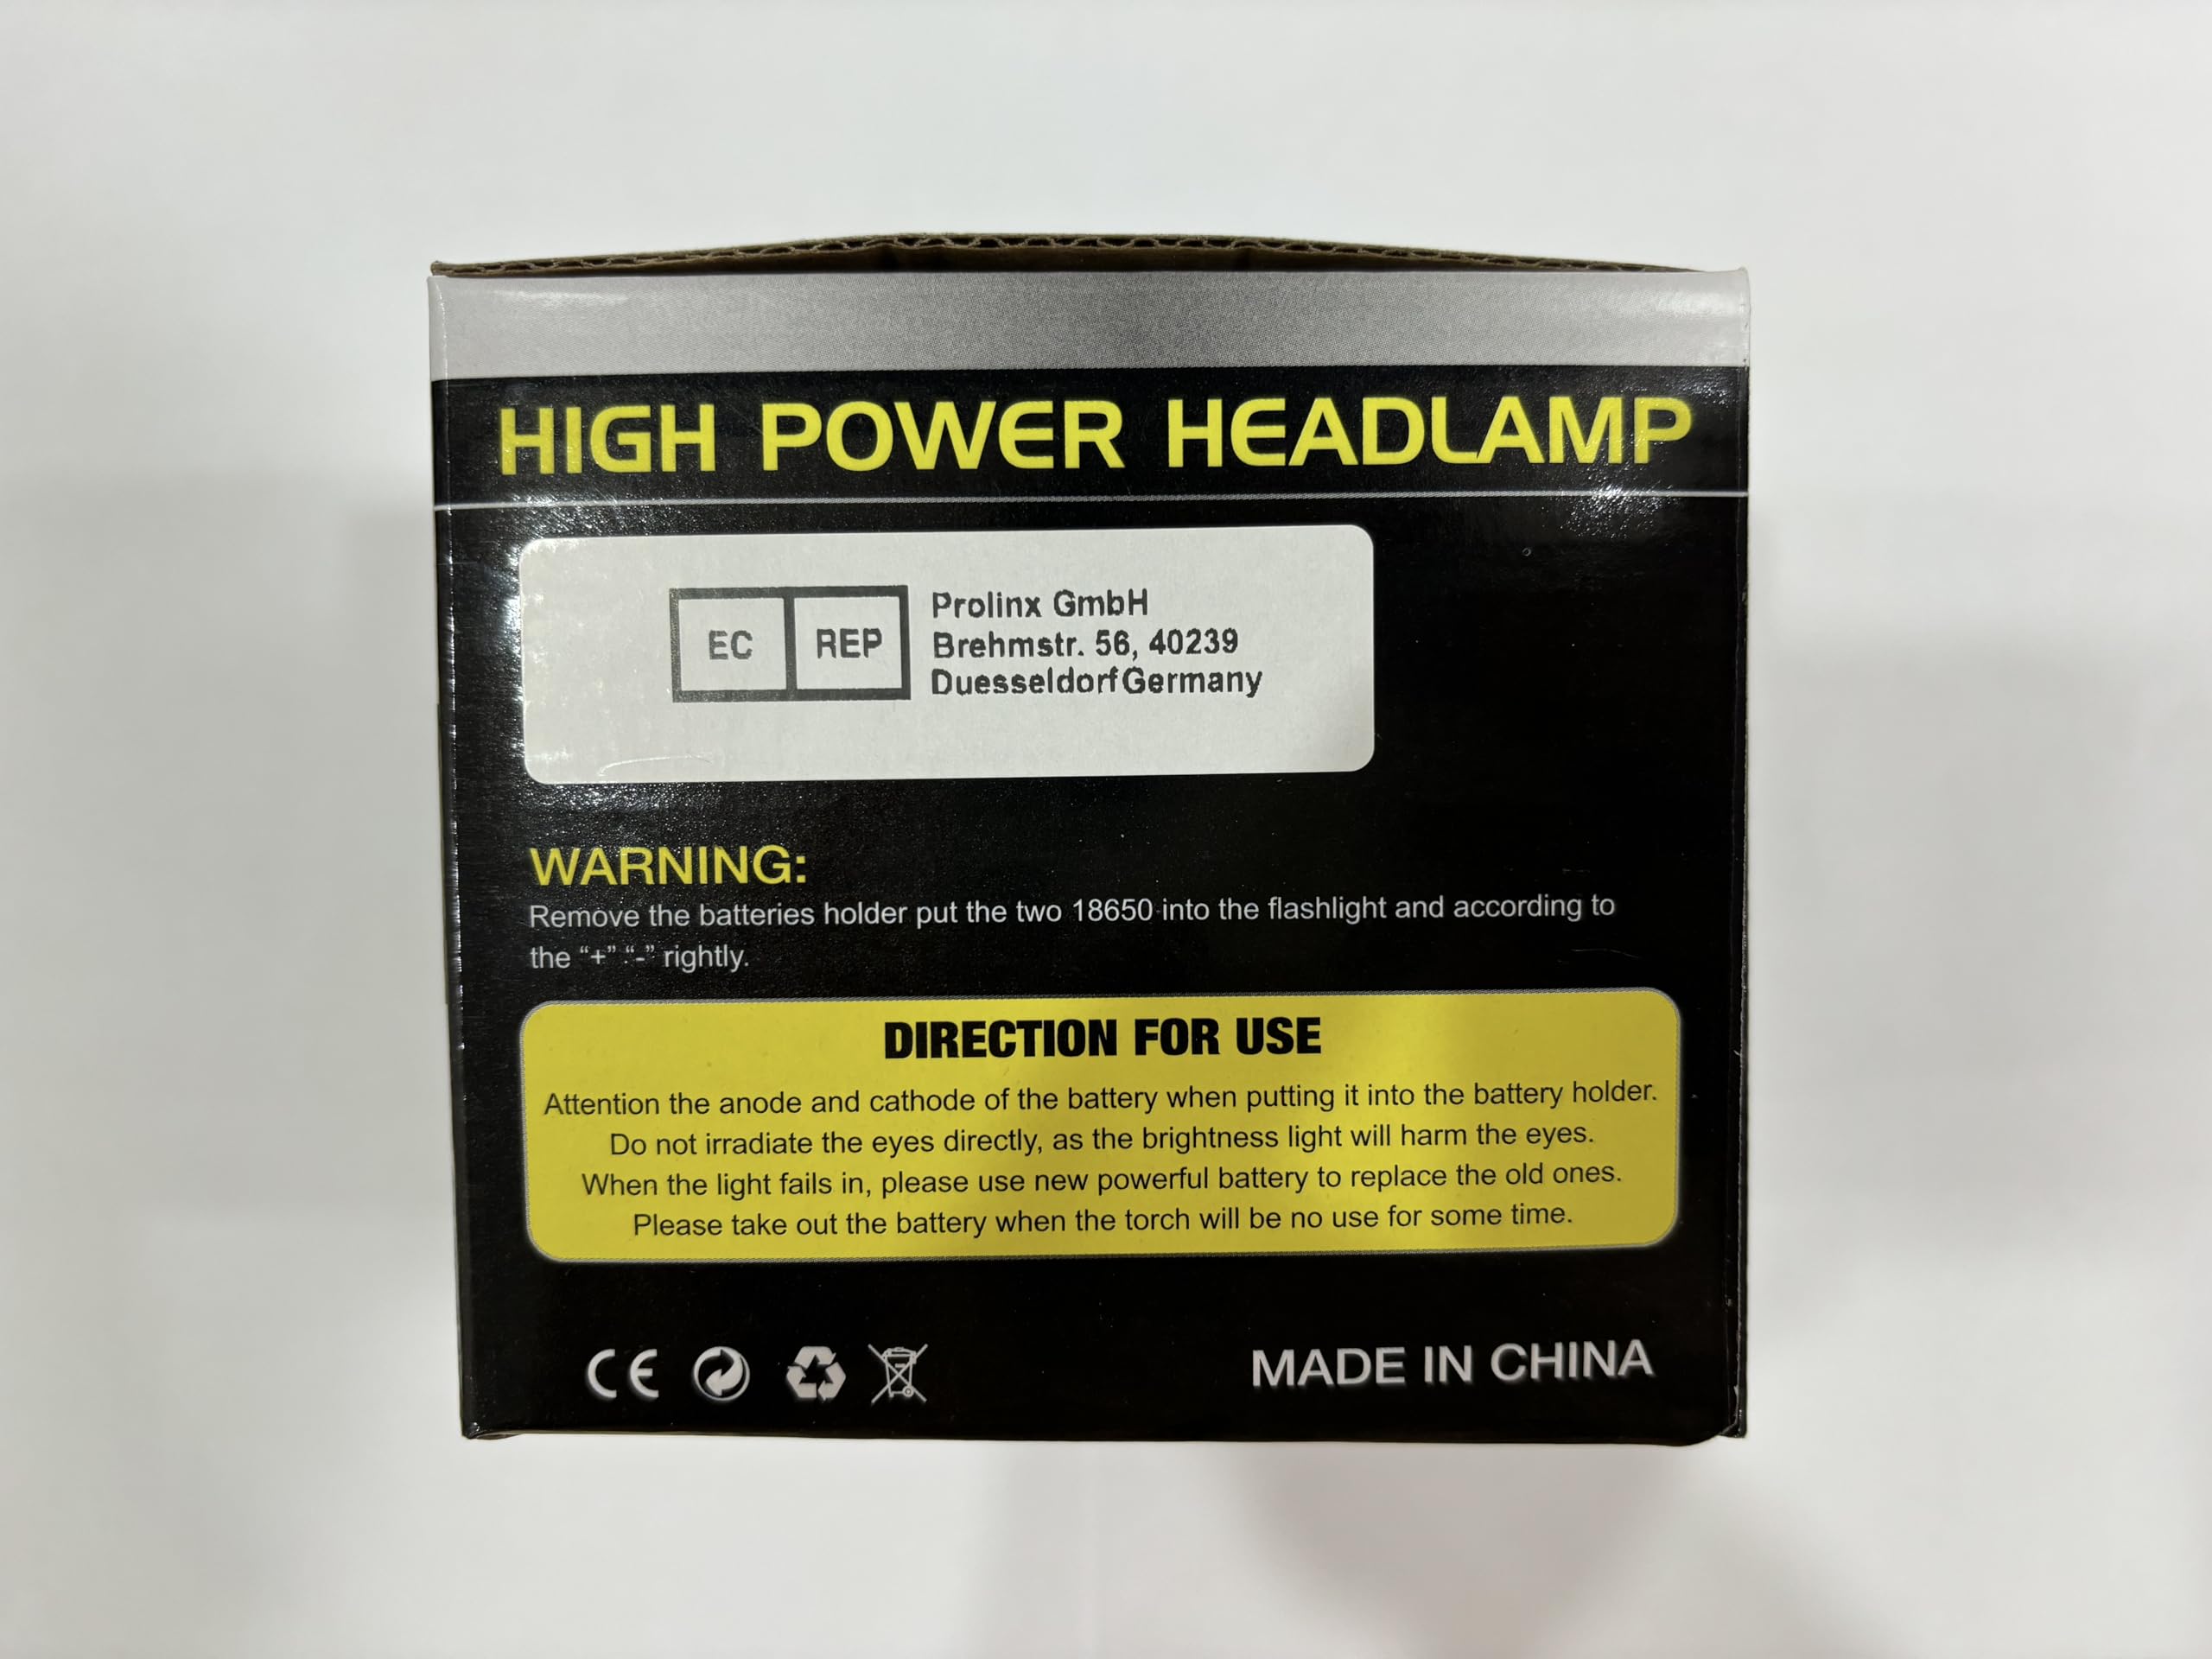 HIGH POWER HEADLAMP
EC REP
Prolinx GmbH
Brehmstr. 56, 40239
Duesseldorf Germany
WARNING:
Remove the batteries holder put the two 18650 into the flashlight and according to
the “+” “-” rightly.
DIRECTION FOR USE
Attention the anode and cathode of the battery when putting it into the battery holder.
Do not irradiate the eyes directly, as the brightness light will harm the eyes.
When the light fails in, please use new powerful battery to replace the old ones.
Please take out the battery when the torch will be no use for some time.
CE
MADE IN CHINA